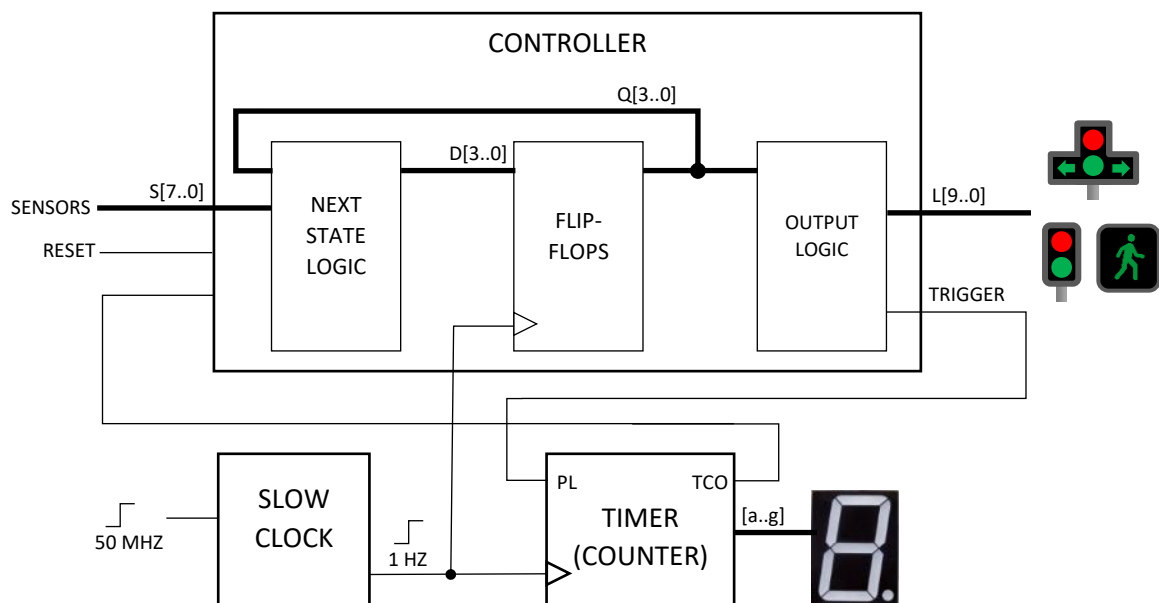 CONTROLLER
Q[3..0]
D[3..0]
S[7..0]
SENSORS
RESET
NEXT
STATE
LOGIC
FLIP-
FLOPS
OUTPUT
LOGIC
L[9..0]
TRIGGER
50 MHZ
SLOW
CLOCK
1 HZ
PL
TCO
TIMER
(COUNTER)
[a..g]